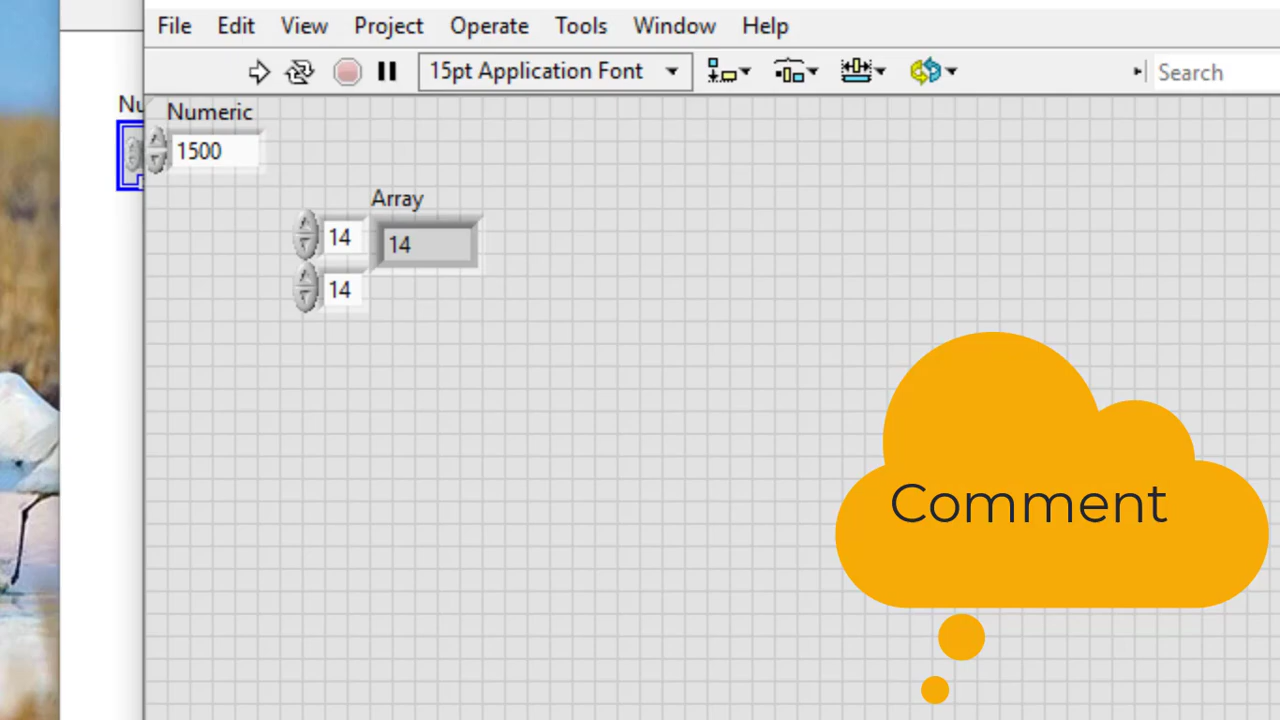 File Edit View Project Operate Tools Window Help
15pt Application Font
Search
Nu
Numeric
1500
Array
14
14
14
Comment